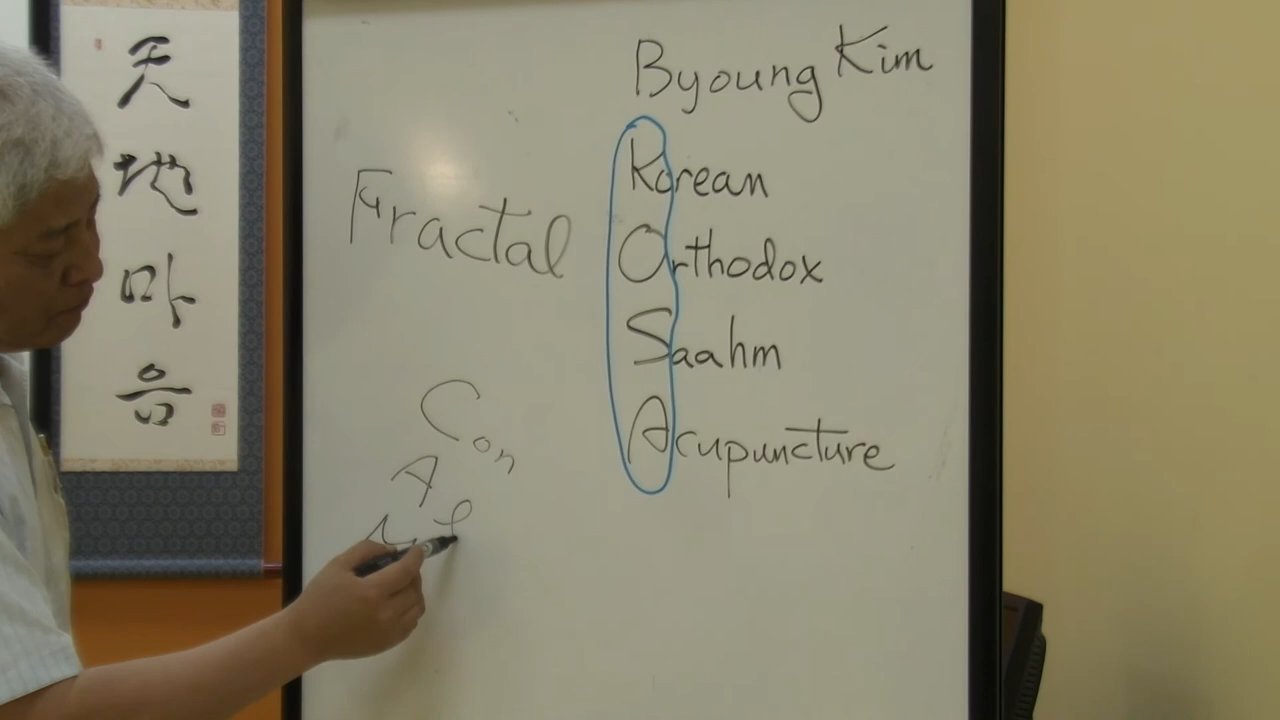 天
地
마
음
Byoung Kim
Fractal
Korean
Orthodox
Saahm
Acupuncture
Con
A